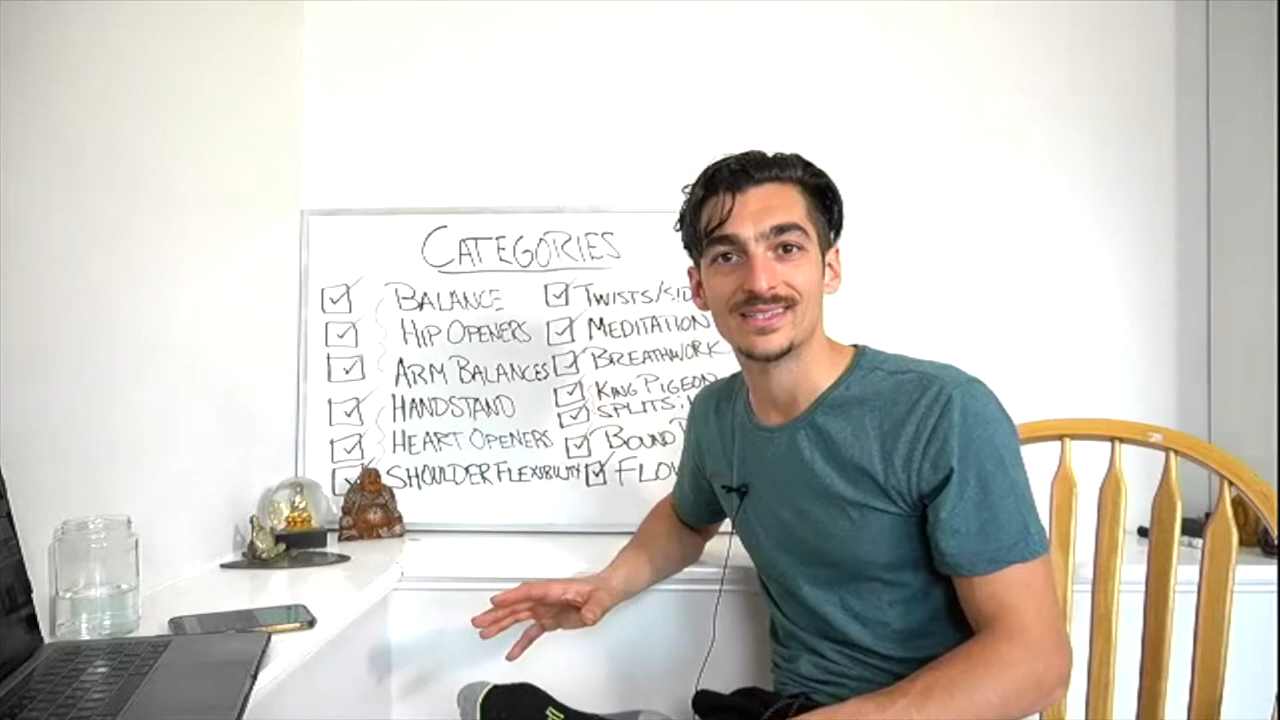 CATEGORIES
BALANCE
HIP OPENERS
ARM BALANCES
HANDSTAND
HEART OPENERS
SHOULDER FLEXIBILITY
TWISTS/SID
MEDITATION
BREATHWORK
KING PIGEON
SPLITS:
BOUND
FLOW